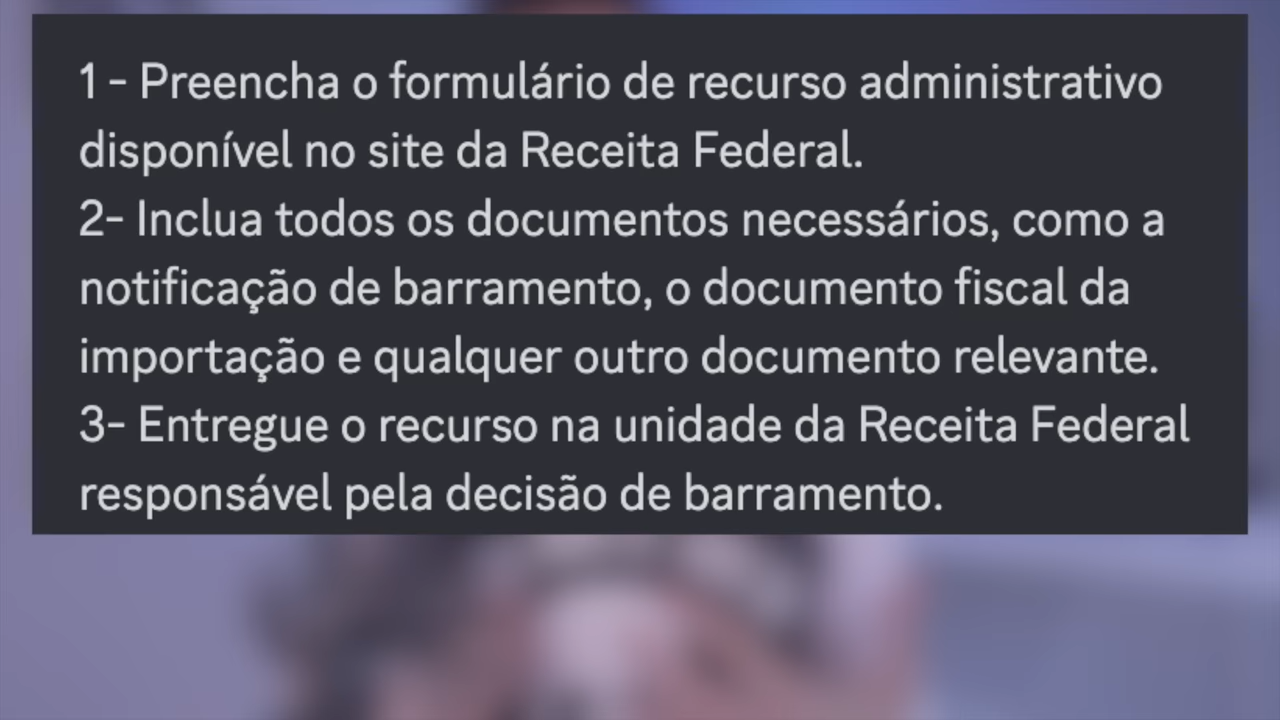 1 - Preencha o formulário de recurso administrativo
disponível no site da Receita Federal.
2- Inclua todos os documentos necessários, como a
notificação de barramento, o documento fiscal da
importação e qualquer outro documento relevante.
3- Entregue o recurso na unidade da Receita Federal
responsável pela decisão de barramento.